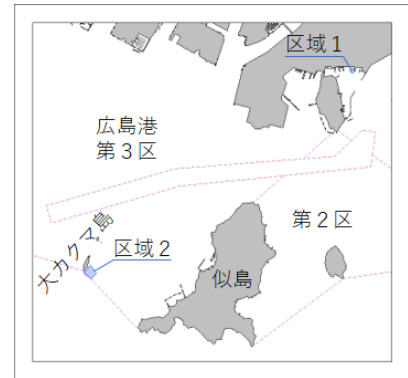 区域1
広島港
第3区
第2区
大カクマ島
区域2
似島